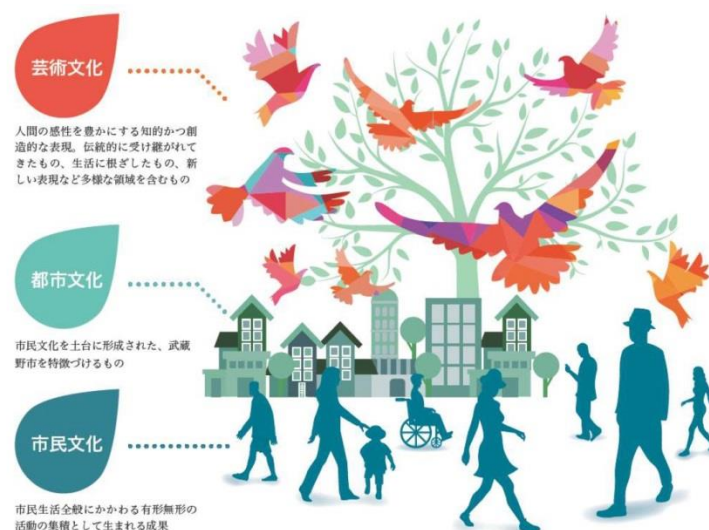 芸術文化
人間の感性を豊かにする知的かつ創
造的な表現。伝統的に受け継がれて
きたもの、生活に根ざしたもの、新
しい表現など多様な領域を含むもの
都市文化
市民文化を土台に形成された、武蔵
野市を特徴づけるもの
市民文化
市民生活全般にかかわる有形無形の
活動の集積として生まれる成果